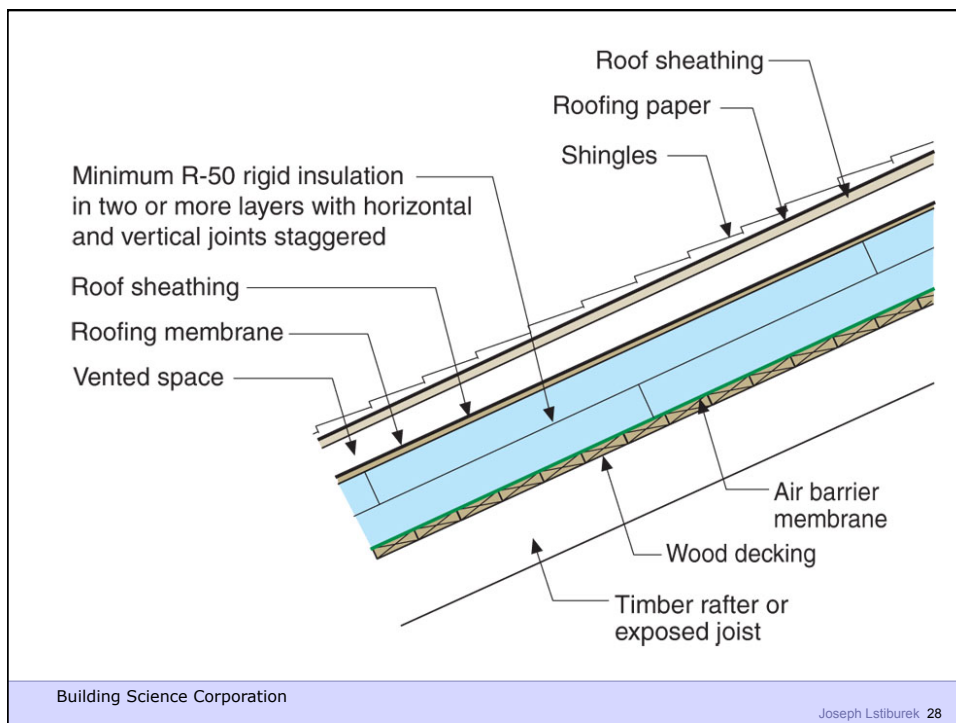 Roof sheathing
Roofing paper
Shingles
Minimum R-50 rigid insulation
in two or more layers with horizontal
and vertical joints staggered
Roof sheathing
Roofing membrane
Vented space
Air barrier
membrane
Wood decking
Timber rafter or
exposed joist
Building Science Corporation
Joseph Lstiburek 28